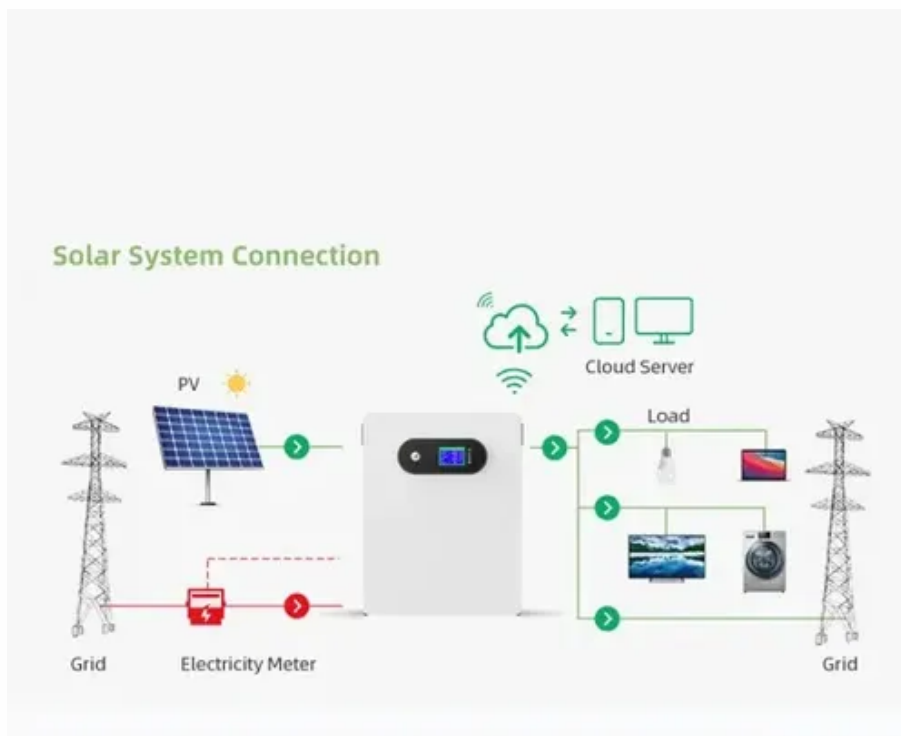 Solar System Connection
Cloud Server
PV
Load
Grid
Electricity Meter
Grid